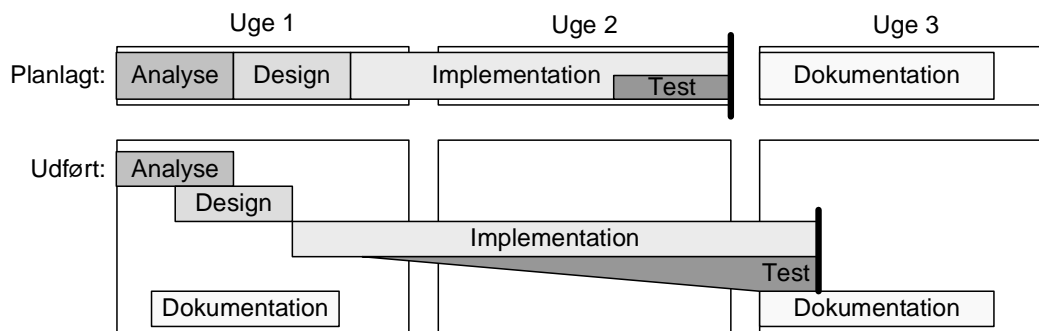 Uge 1 Uge 2 Uge 3
Planlagt: Analyse Design Implementation Dokumentation
Test
Udført: Analyse
Design
Implementation
Test
Dokumentation Dokumentation